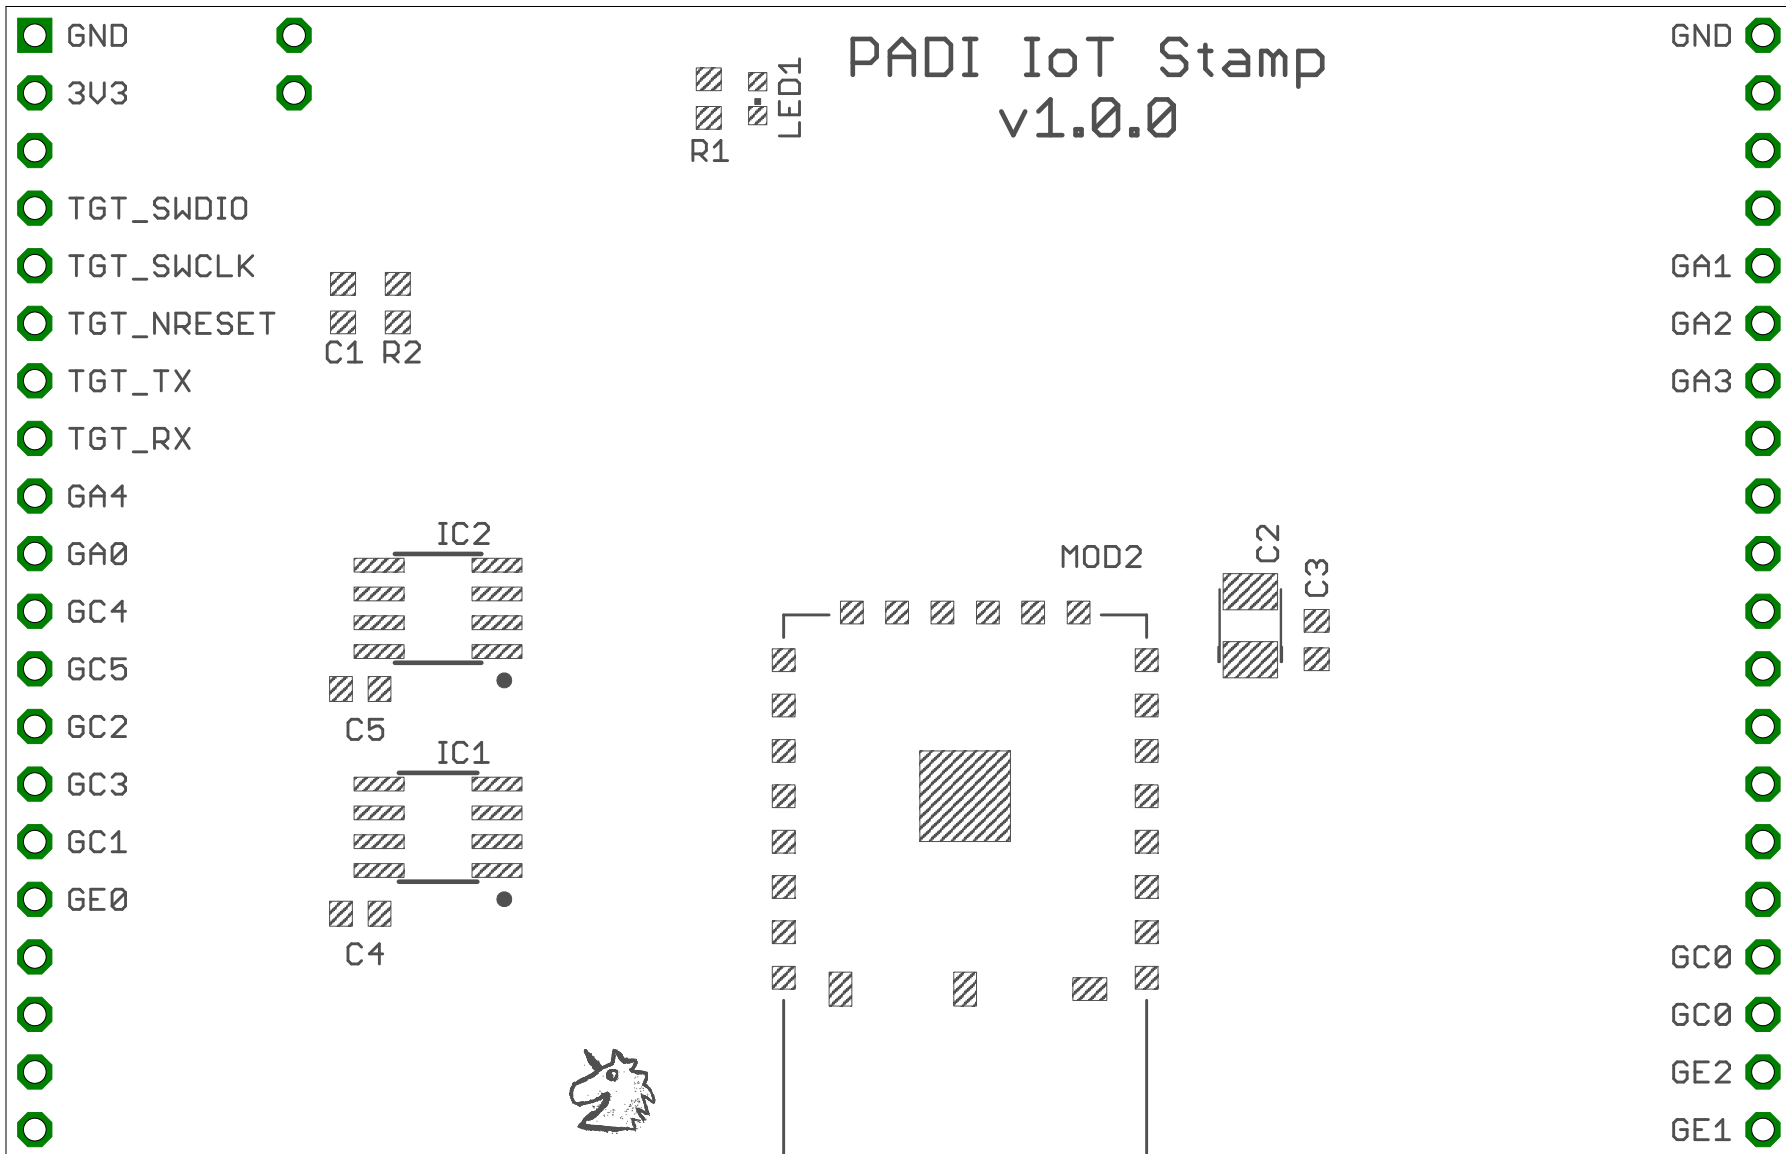 GND
PADI IoT Stamp
GND
3V3
LED1
v1.0.0
R1
TGT_SWDIO
TGT_SWCLK
GA1
TGT_NRESET
GA2
C1 R2
TGT_TX
GA3
TGT_RX
GA4
IC2
C2
GA0
MOD2
C3
GC4
GC5
GC2
C5
IC1
GC3
GC1
GE0
C4
GC0
GC0
GE2
GE1